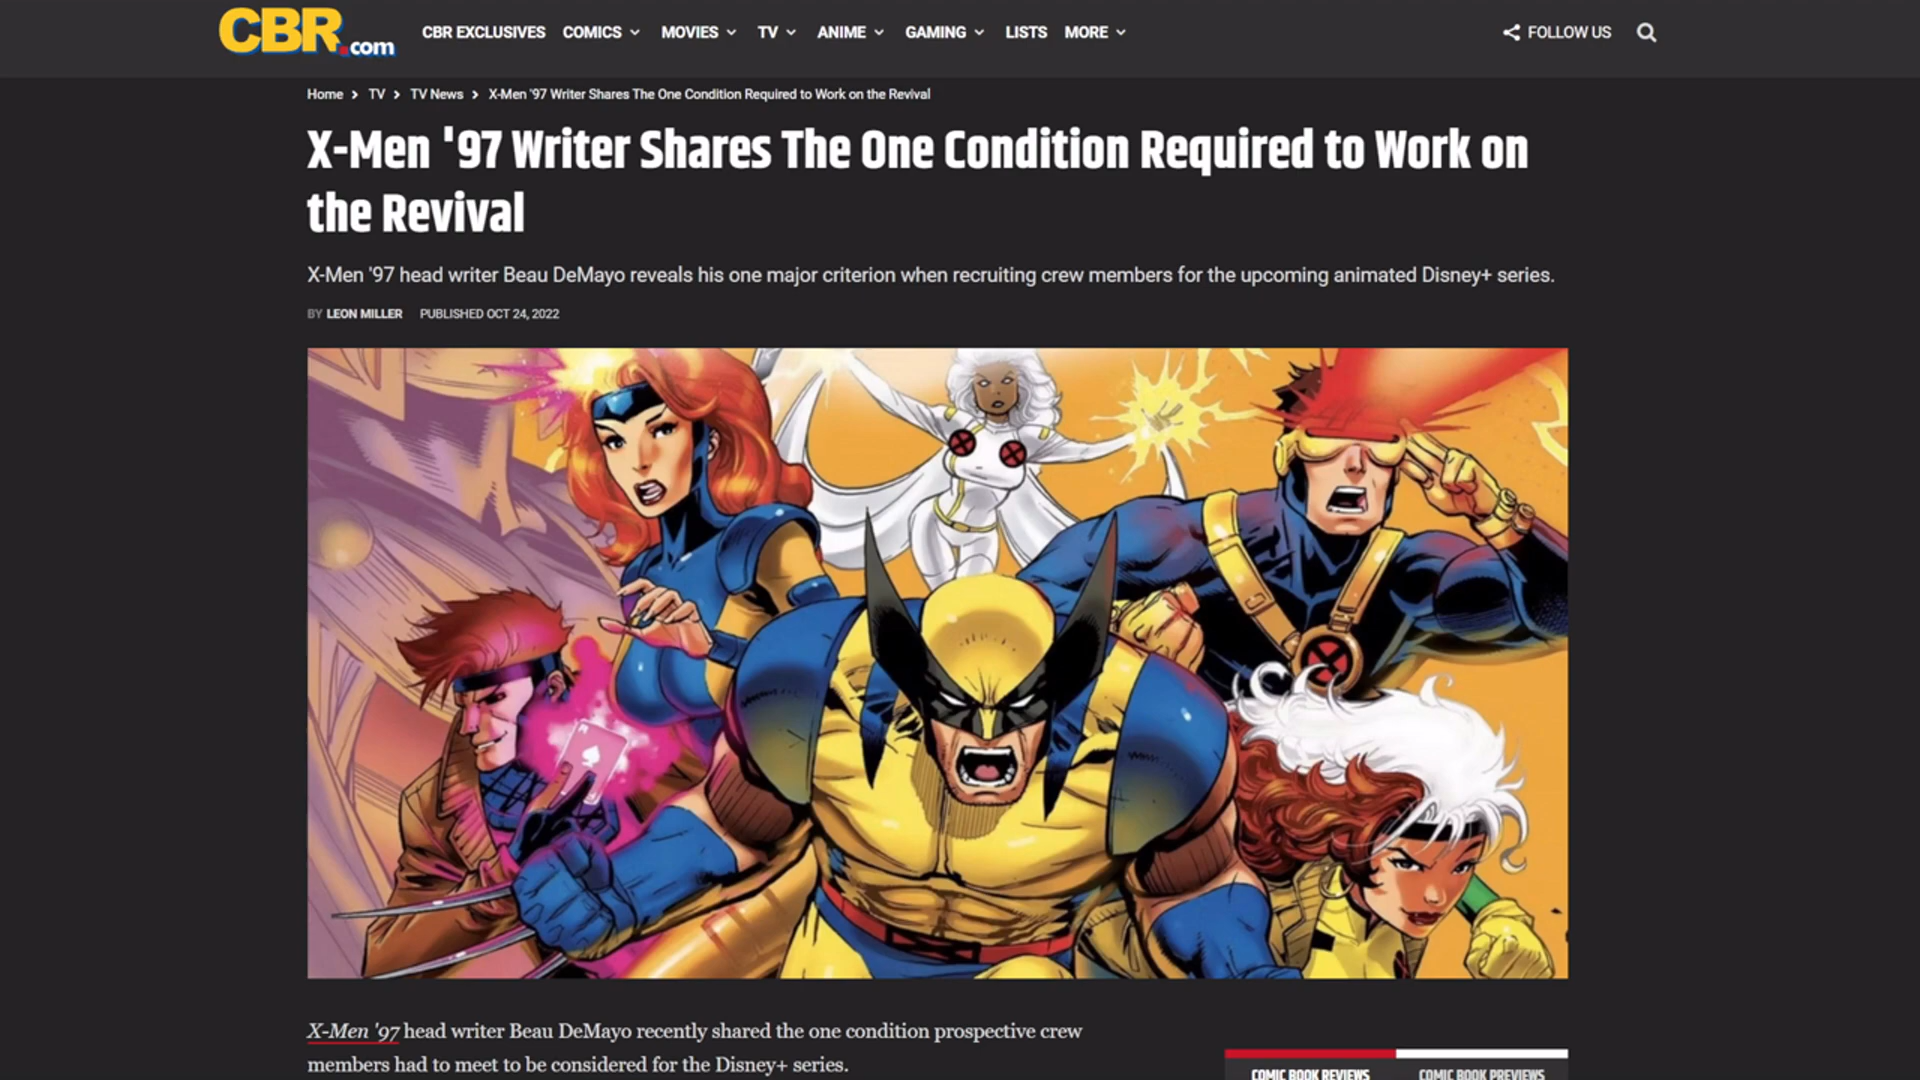 CBR.com
CBR EXCLUSIVES COMICS MOVIES TV ANIME GAMING LISTS MORE FOLLOW US
Home > TV > TV News > X-Men '97 Writer Shares The One Condition Required to Work on the Revival
X-Men '97 Writer Shares The One Condition Required to Work on
the Revival
X-Men '97 head writer Beau DeMayo reveals his one major criterion when recruiting crew members for the upcoming animated Disney+ series.
BY LEON MILLER PUBLISHED OCT 24, 2022
X-Men '97 head writer Beau DeMayo recently shared the one condition prospective crew
members had to meet to be considered for the Disney+ series.
COMIC BOOK REVIEWS COMIC BOOK PREVIEWS